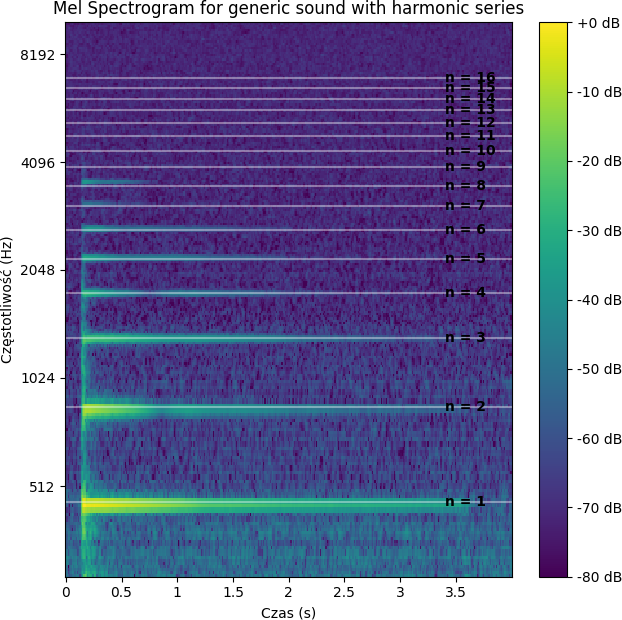 Mel Spectrogram for generic sound with harmonic series
8192
4096
2048
1024
512
Częstotliwość (Hz)
n = 16
n = 15
n = 14
n = 13
n = 12
n = 11
n = 10
n = 9
n = 8
n = 7
n = 6
n = 5
n = 4
n = 3
n = 2
n = 1
0 0.5 1 1.5 2 2.5 3 3.5
Czas (s)
+0 dB
-10 dB
-20 dB
-30 dB
-40 dB
-50 dB
-60 dB
-70 dB
-80 dB